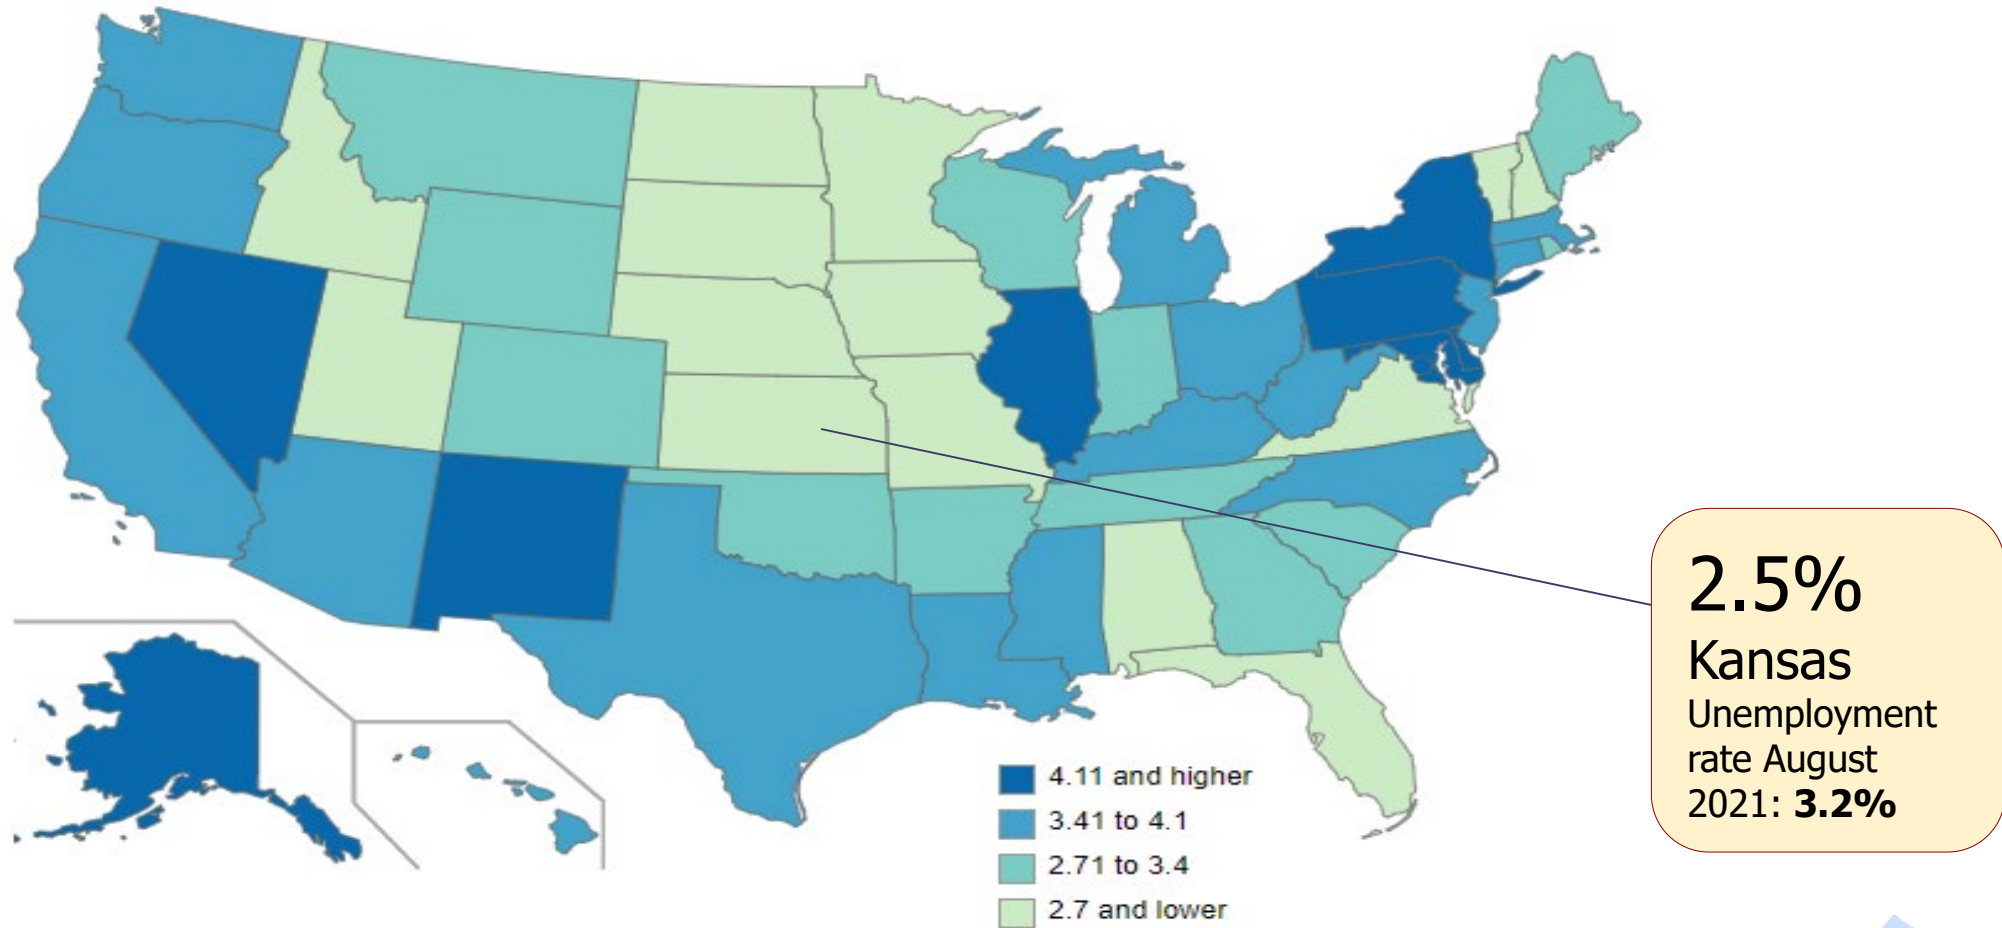 4.11 and higher
3.41 to 4.1
2.71 to 3.4
2.7 and lower
2.5%
Kansas
Unemployment
rate August
2021: 3.2%